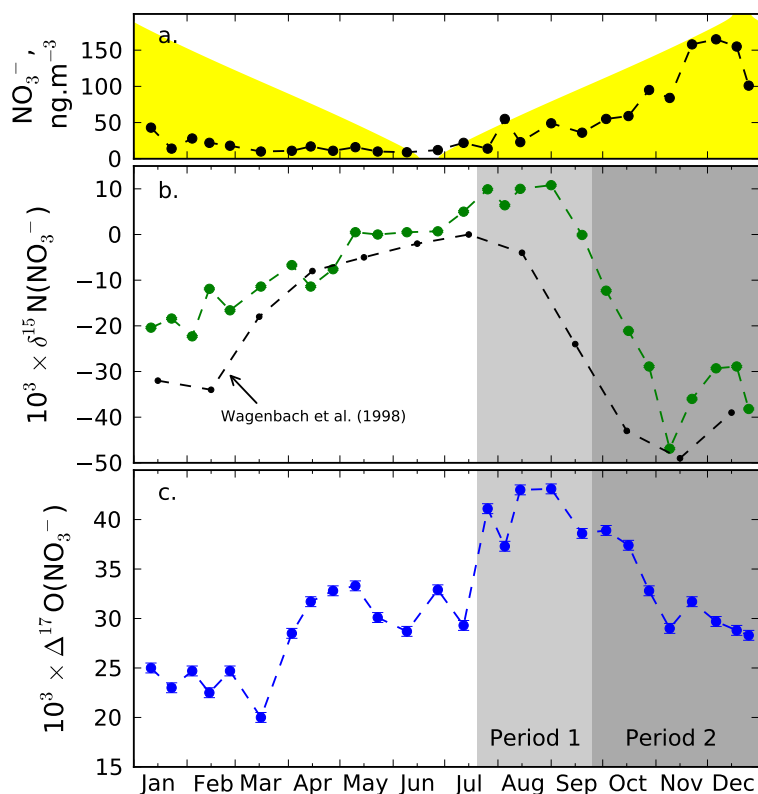 a.
NO₃⁻,
ng.m⁻³
150
100
50
0
b.
10³ × δ¹⁵N(NO₃⁻)
10
0
−10
−20
−30
−40
−50
Wagenbach et al. (1998)
c.
10³ × Δ¹⁷O(NO₃⁻)
40
35
30
25
20
15
Period 1 Period 2
Jan Feb Mar Apr May Jun Jul Aug Sep Oct Nov Dec